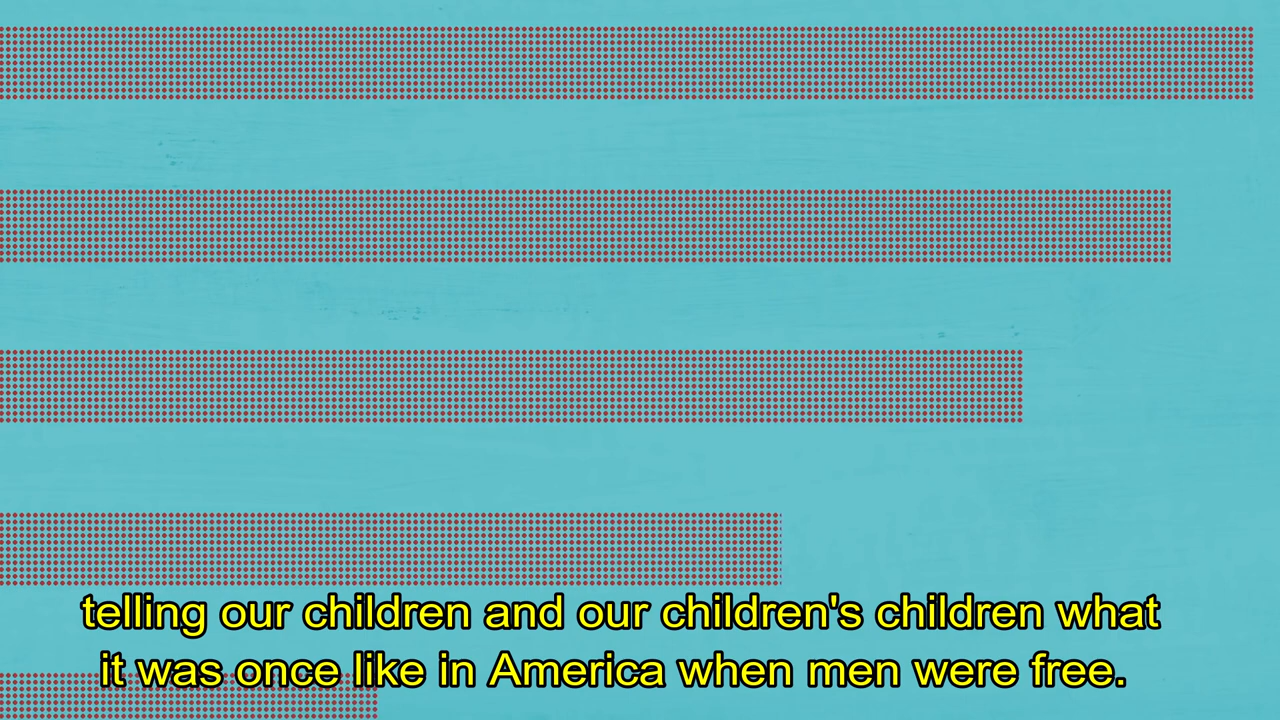 telling our children and our children's children what
it was once like in America when men were free.